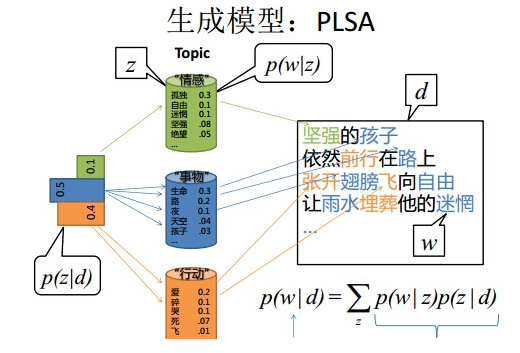 生成模型：PLSA
Topic
z
p(w|z)
"情感"
孤独 0.3
自由 0.1
迷惘 0.1
坚强 .08
绝望 .05
...
d
坚强的孩子
依然前行在路上
张开翅膀飞向自由
让雨水埋葬他的迷惘
...
w
0.1
0.5
0.4
p(z|d)
"事物"
生命 0.3
路 0.2
夜 0.1
天空 .04
孩子 .03
...
"行动"
爱 0.2
碎 0.1
哭 0.1
死 .07
飞 .01
p(w|d)=∑p(w|z)p(z|d)
z